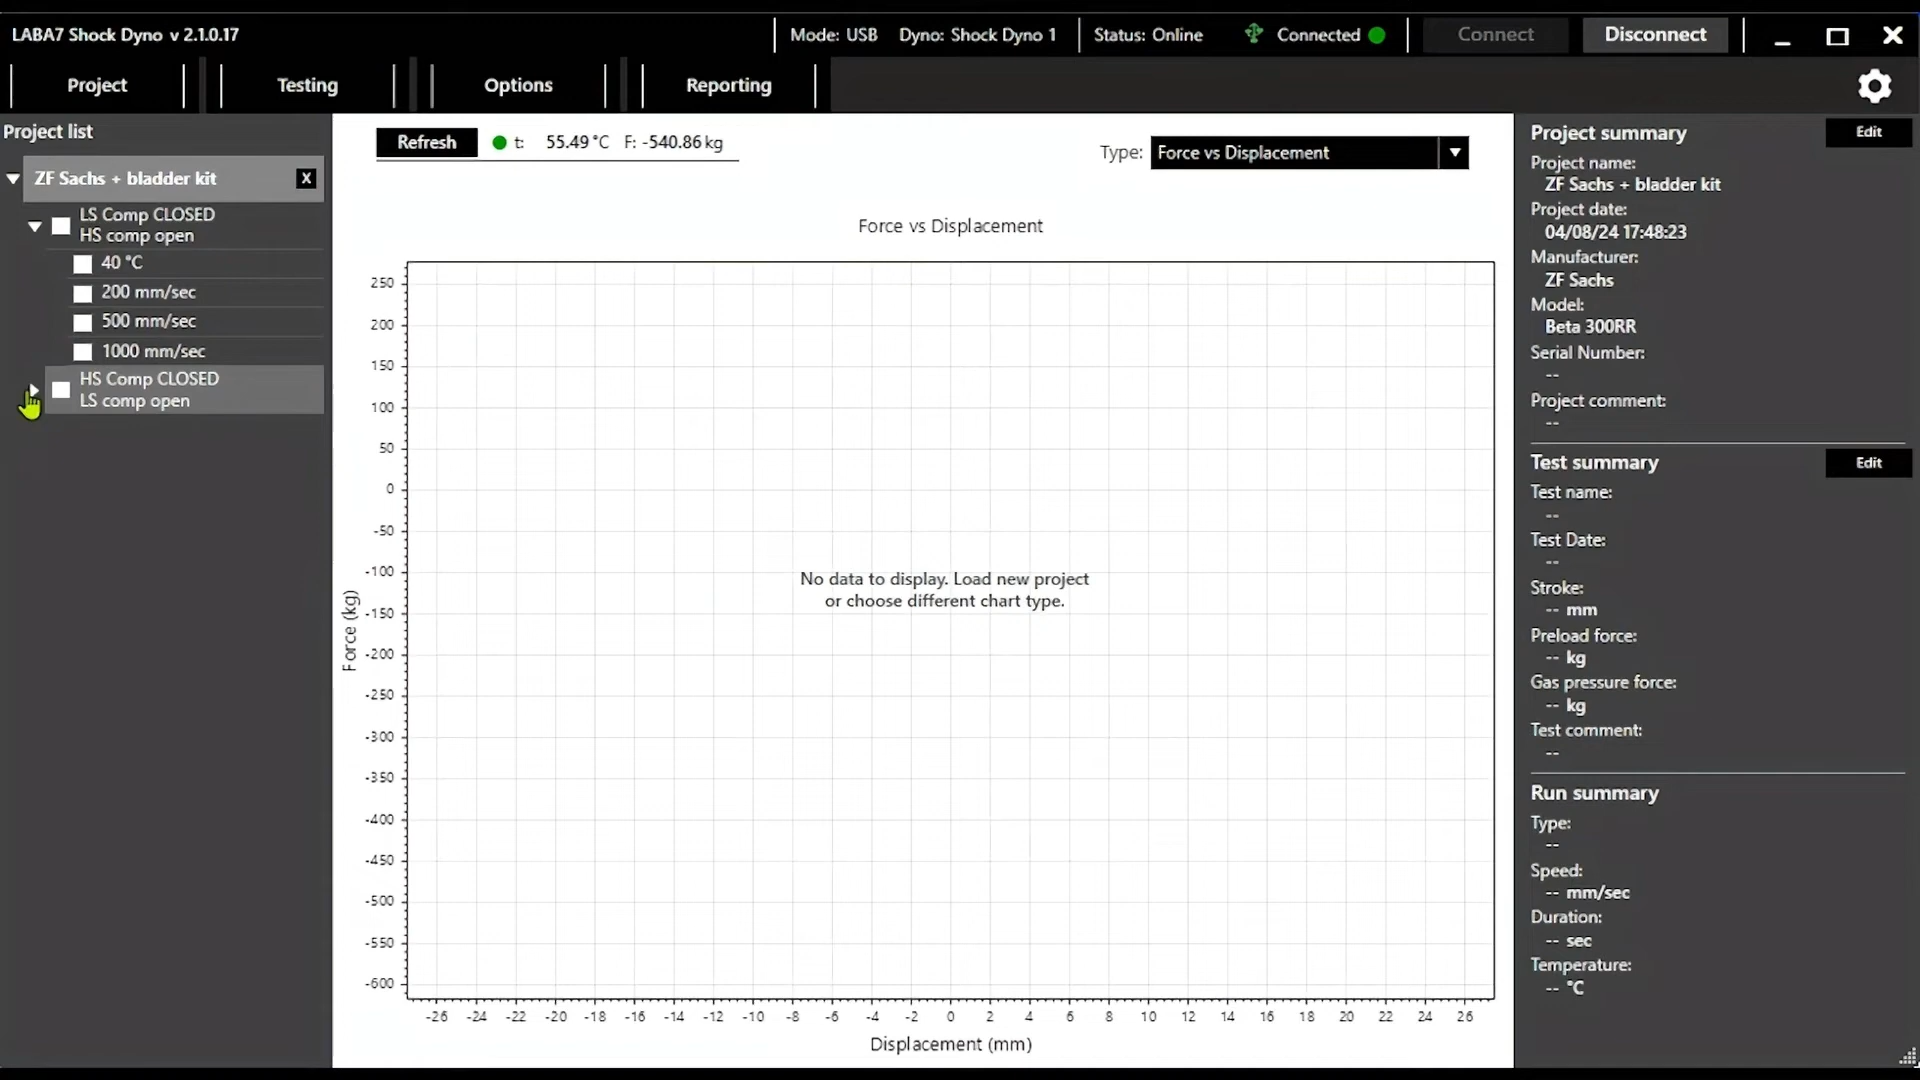 LABA7 Shock Dyno v 2.1.0.17
Mode: USB Dyno: Shock Dyno 1 Status: Online Connected Connect Disconnect
Project Testing Options Reporting
Project list
ZF Sachs + bladder kit X
LS Comp CLOSED
HS comp open
40 °C
200 mm/sec
500 mm/sec
1000 mm/sec
HS Comp CLOSED
LS comp open
Refresh t: 55.49 °C F: -540.86 kg
Type: Force vs Displacement
Force vs Displacement
250
200
150
100
50
0
-50
-100
-150
-200
-250
-300
-350
-400
-450
-500
-550
-600
Force (kg)
No data to display. Load new project
or choose different chart type.
-26 -24 -22 -20 -18 -16 -14 -12 -10 -8 -6 -4 -2 0 2 4 6 8 10 12 14 16 18 20 22 24 26
Displacement (mm)
Project summary Edit
Project name:
ZF Sachs + bladder kit
Project date:
04/08/24 17:48:23
Manufacturer:
ZF Sachs
Model:
Beta 300RR
Serial Number:
--
Project comment:
--
Test summary Edit
Test name:
--
Test Date:
--
Stroke:
-- mm
Preload force:
-- kg
Gas pressure force:
-- kg
Test comment:
--
Run summary
Type:
--
Speed:
-- mm/sec
Duration:
-- sec
Temperature:
-- °C